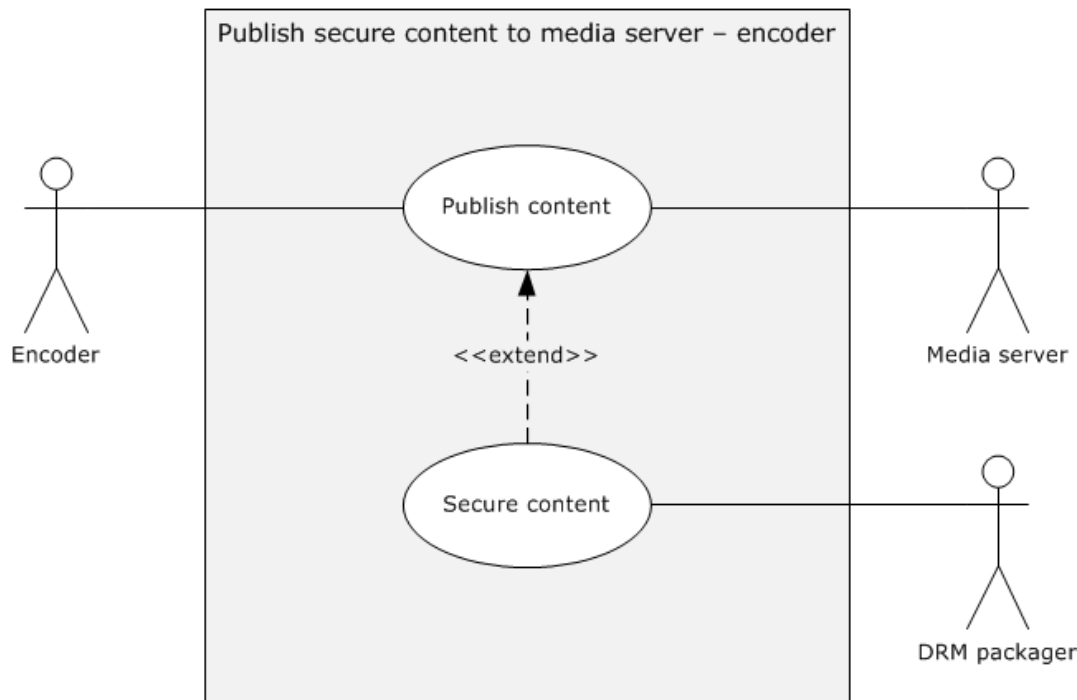 Publish secure content to media server – encoder
Publish content
Encoder
<<extend>>
Media server
Secure content
DRM packager